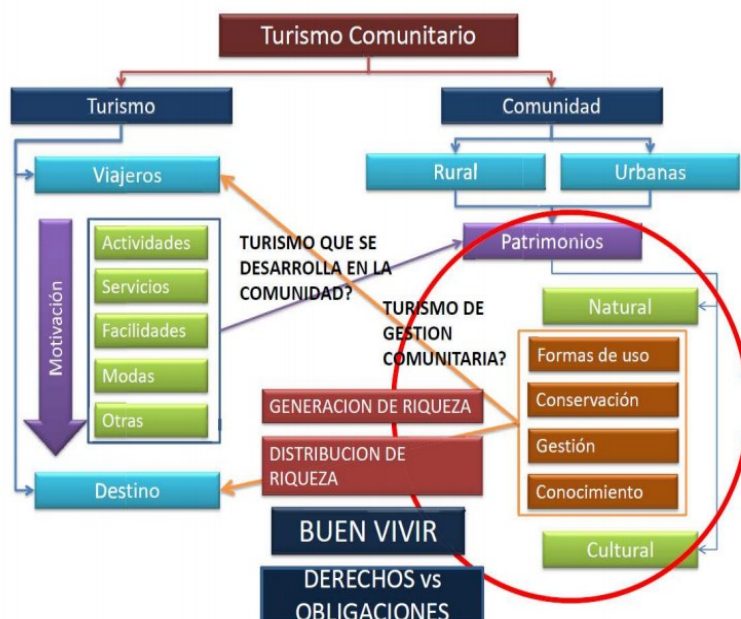 Turismo Comunitario
Turismo
Comunidad
Viajeros
Rural
Urbanas
Motivación
Actividades
Servicios
Facilidades
Modas
Otras
TURISMO QUE SE
DESARROLLA EN LA
COMUNIDAD?
Patrimonios
TURISMO DE
GESTION
COMUNITARIA?
Natural
Formas de uso
Conservación
Gestión
Conocimiento
GENERACION DE RIQUEZA
DISTRIBUCION DE
RIQUEZA
Destino
BUEN VIVIR
Cultural
DERECHOS vs
OBLIGACIONES